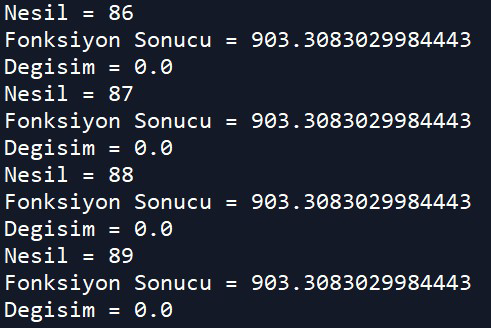 Nesil = 86
Fonksiyon Sonucu = 903.3083029984443
Degisim = 0.0
Nesil = 87
Fonksiyon Sonucu = 903.3083029984443
Degisim = 0.0
Nesil = 88
Fonksiyon Sonucu = 903.3083029984443
Degisim = 0.0
Nesil = 89
Fonksiyon Sonucu = 903.3083029984443
Degisim = 0.0